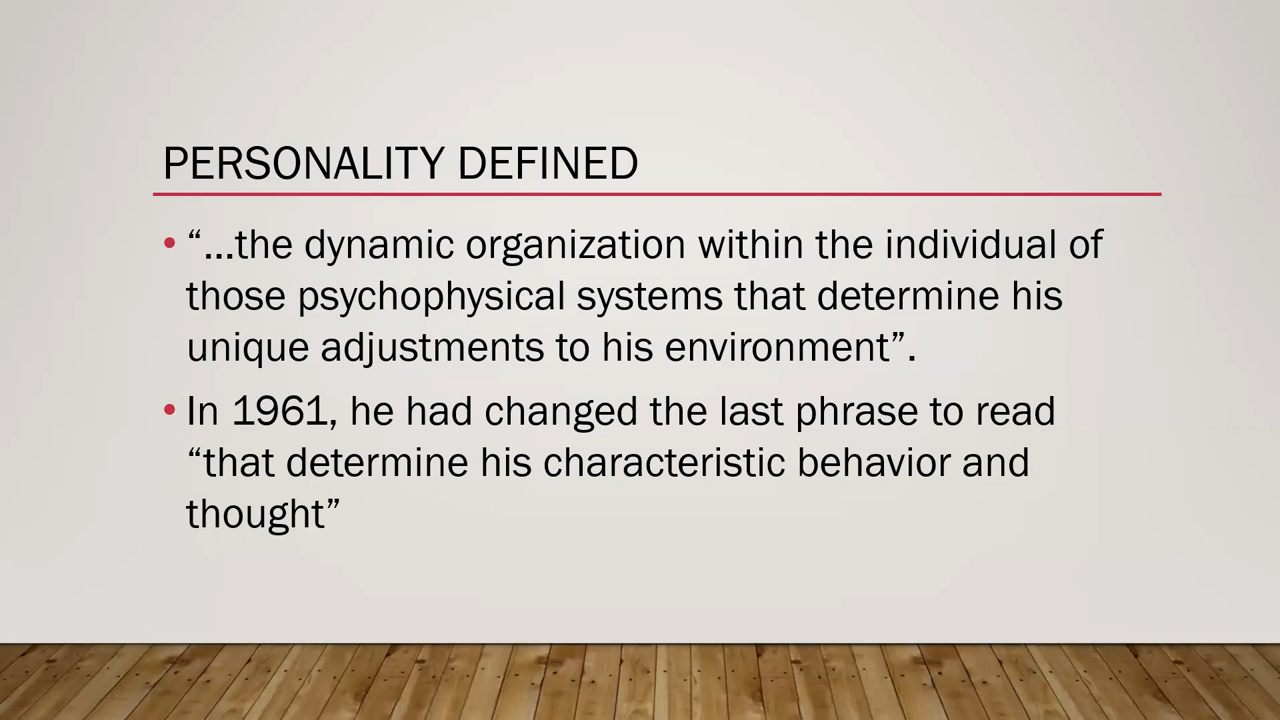 PERSONALITY DEFINED
• “…the dynamic organization within the individual of
those psychophysical systems that determine his
unique adjustments to his environment”.
• In 1961, he had changed the last phrase to read
“that determine his characteristic behavior and
thought”